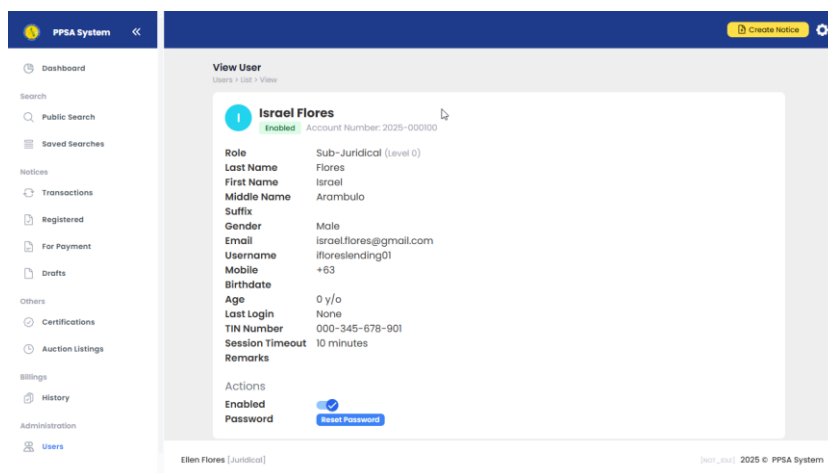 PPSA System
Create Notice
Dashboard
Search
Public Search
Saved Searches
Notices
Transactions
Registered
For Payment
Drafts
Others
Certifications
Auction Listings
Billings
History
Administration
Users
View User
Users > List > View
I
Israel Flores
Enabled Account Number: 2025-000100
Role Sub-Juridical (Level 0)
Last Name Flores
First Name Israel
Middle Name Arambulo
Suffix
Gender Male
Email israel.flores@gmail.com
Username ifloreslending01
Mobile +63
Birthdate
Age 0 y/o
Last Login None
TIN Number 000-345-678-901
Session Timeout 10 minutes
Remarks
Actions
Enabled
Password Reset Password
Ellen Flores [Juridical]
2025 © PPSA System